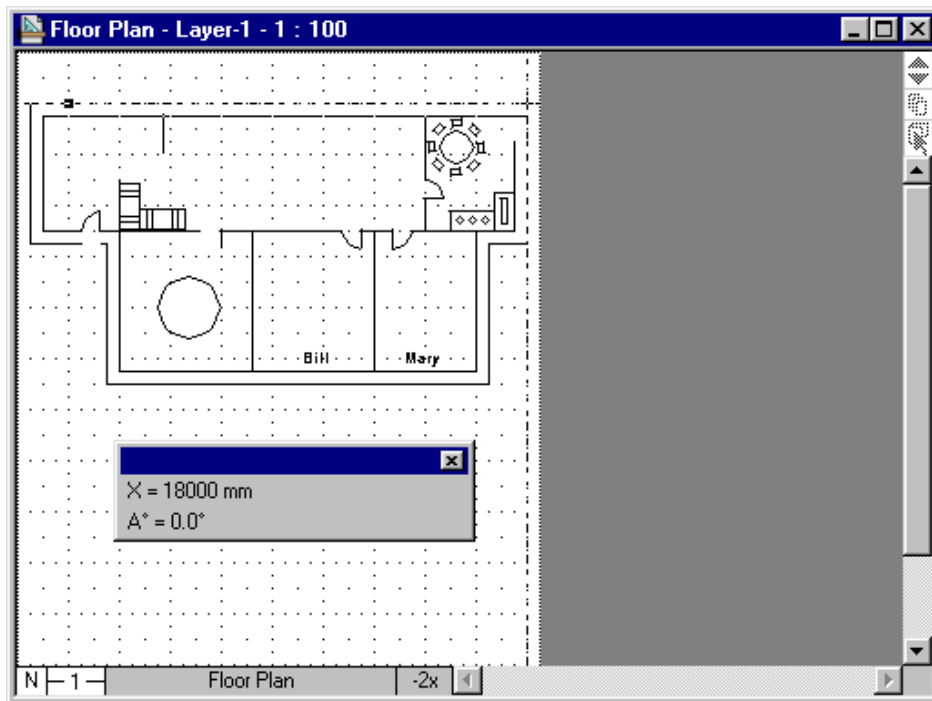 Floor Plan - Layer-1 - 1 : 100
Bill
Mary
X = 18000 mm
A° = 0.0°
N 1 Floor Plan -2x